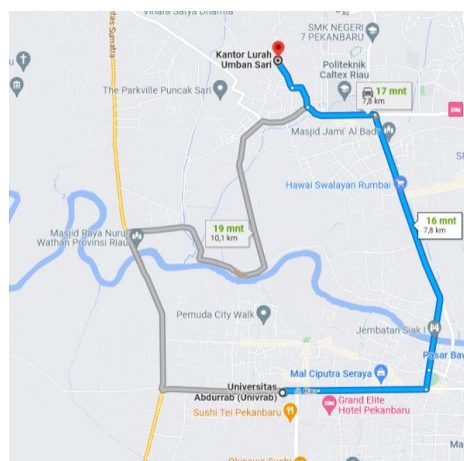 Vihara Satya Dharma
SMK NEGERI
7 PEKANBARU
Kantor Lurah
Umban Sari
Politeknik
Caltex Riau
The Parkville Puncak Sari
17 mnt
7,8 km
Masjid Jami' Al Badr
Hawai Swalayan Rumbai
19 mnt
10,1 km
16 mnt
7,8 km
Masjid Raya Nurul
Wathan Provinsi Riau
Pemuda City Walk
Jembatan Siak I
Pasar Baw
Mal Ciputra Seraya
Universitas
Abdurrab (Univrab)
Grand Elite
Hotel Pekanbaru
Sushi Tei Pekanbaru
Ma